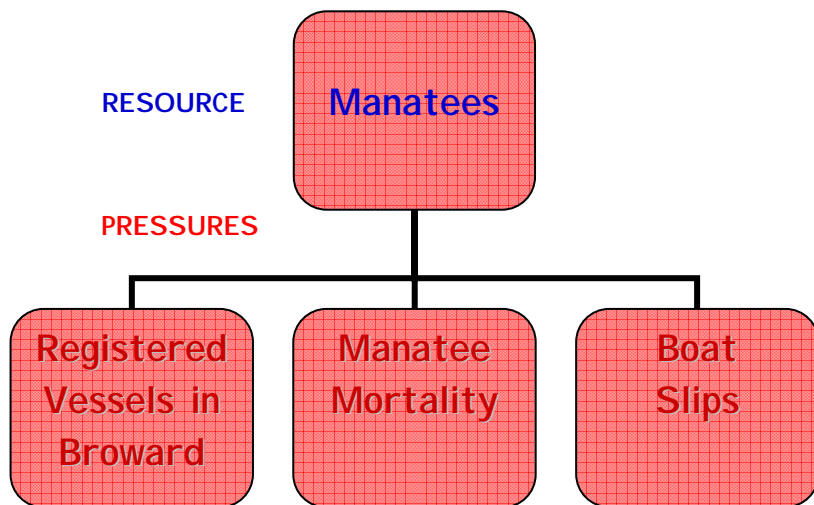 RESOURCE
Manatees
PRESSURES
Registered
Vessels in
Broward
Manatee
Mortality
Boat
Slips